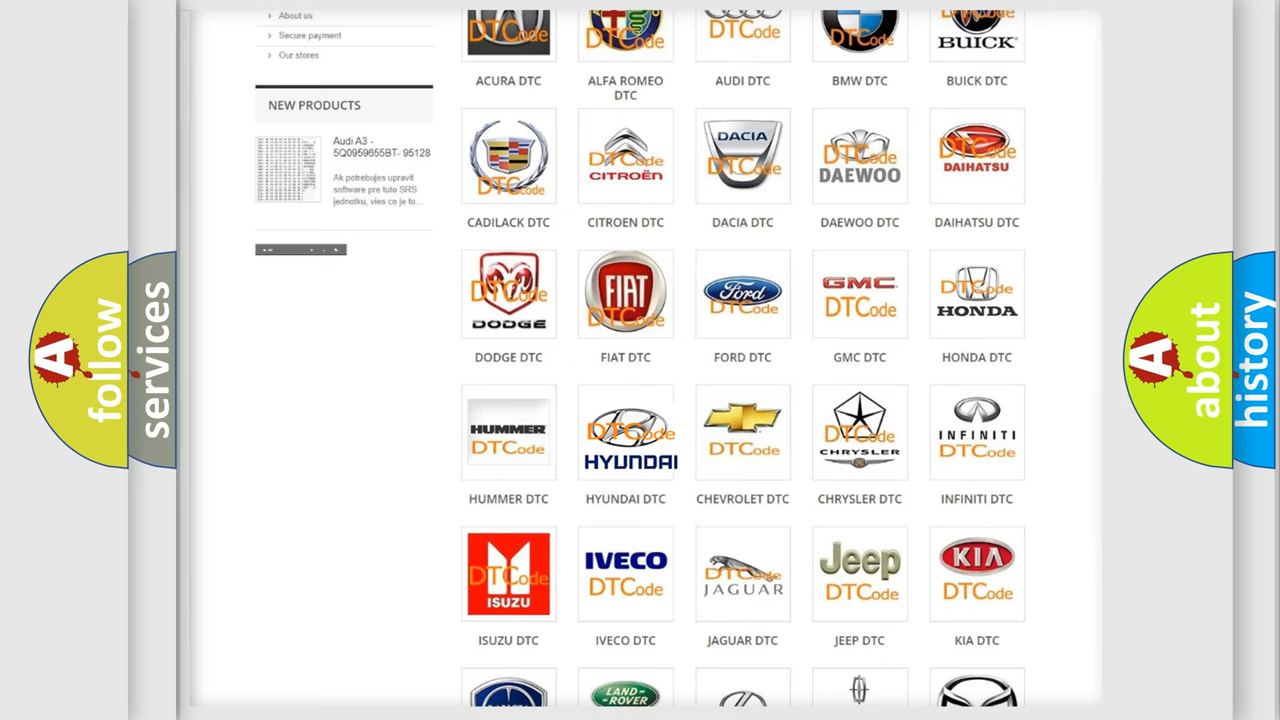 About us
Secure payment
Our stores
NEW PRODUCTS
Audi A3 -
5Q0959655BT- 95128
Ak potrebujes upravit
software pre tuto SRS
jednotku, vies co je to...
DTCode DTCode DTCode DTCode BUICK
ACURA DTC
ALFA ROMEO
DTC
AUDI DTC
BMW DTC
BUICK DTC
DTCode
DTCode
CITROËN
DACIA
DTCode
DTCode
DAEWOO
DTCode
DAIHATSU
CADILACK DTC
CITROEN DTC
DACIA DTC
DAEWOO DTC
DAIHATSU DTC
DTCode
DODGE
FIAT
DTCode
Ford
DTCode
GMC
DTCode
DTCode
HONDA
DODGE DTC
FIAT DTC
FORD DTC
GMC DTC
HONDA DTC
HUMMER
DTCode
DTCode
HYUNDAI
DTCode
DTCode
CHRYSLER
INFINITI
DTCode
HUMMER DTC
HYUNDAI DTC
CHEVROLET DTC
CHRYSLER DTC
INFINITI DTC
DTCode
ISUZU
IVECO
DTCode
DTCode
JAGUAR
Jeep
DTCode
KIA
DTCode
ISUZU DTC
IVECO DTC
JAGUAR DTC
JEEP DTC
KIA DTC
LAND-
ROVER
A follow
services
A about
history